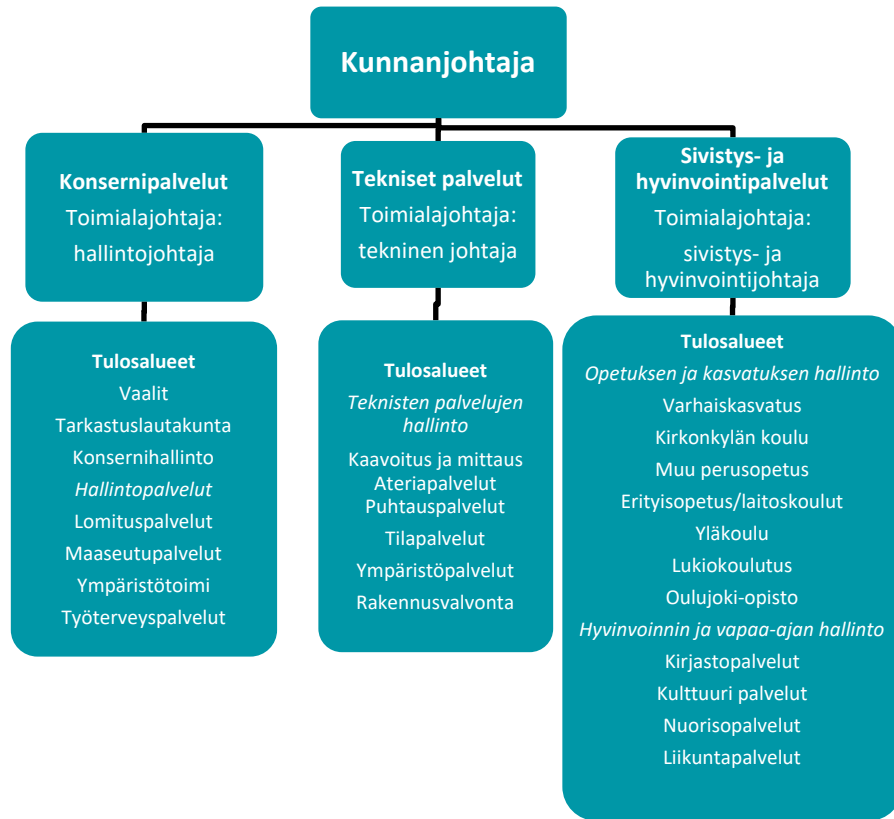 Kunnanjohtaja
Konsernipalvelut
Toimialajohtaja:
hallintojohtaja
Tekniset palvelut
Toimialajohtaja:
tekninen johtaja
Sivistys- ja
hyvinvointipalvelut
Toimialajohtaja:
sivistys- ja
hyvinvointijohtaja
Tulosalueet
Vaalit
Tarkastuslautakunta
Konsernihallinto
Hallintopalvelut
Lomituspalvelut
Maaseutupalvelut
Ympäristötoimi
Työterveyspalvelut
Tulosalueet
Teknisten palvelujen
hallinto
Kaavoitus ja mittaus
Ateriapalvelut
Puhtauspalvelut
Tilapalvelut
Ympäristöpalvelut
Rakennusvalvonta
Tulosalueet
Opetuksen ja kasvatuksen hallinto
Varhaiskasvatus
Kirkonkylän koulu
Muu perusopetus
Erityisopetus/laitoskoulut
Yläkoulu
Lukiokoulutus
Oulujoki-opisto
Hyvinvoinnin ja vapaa-ajan hallinto
Kirjastopalvelut
Kulttuuri palvelut
Nuorisopalvelut
Liikuntapalvelut